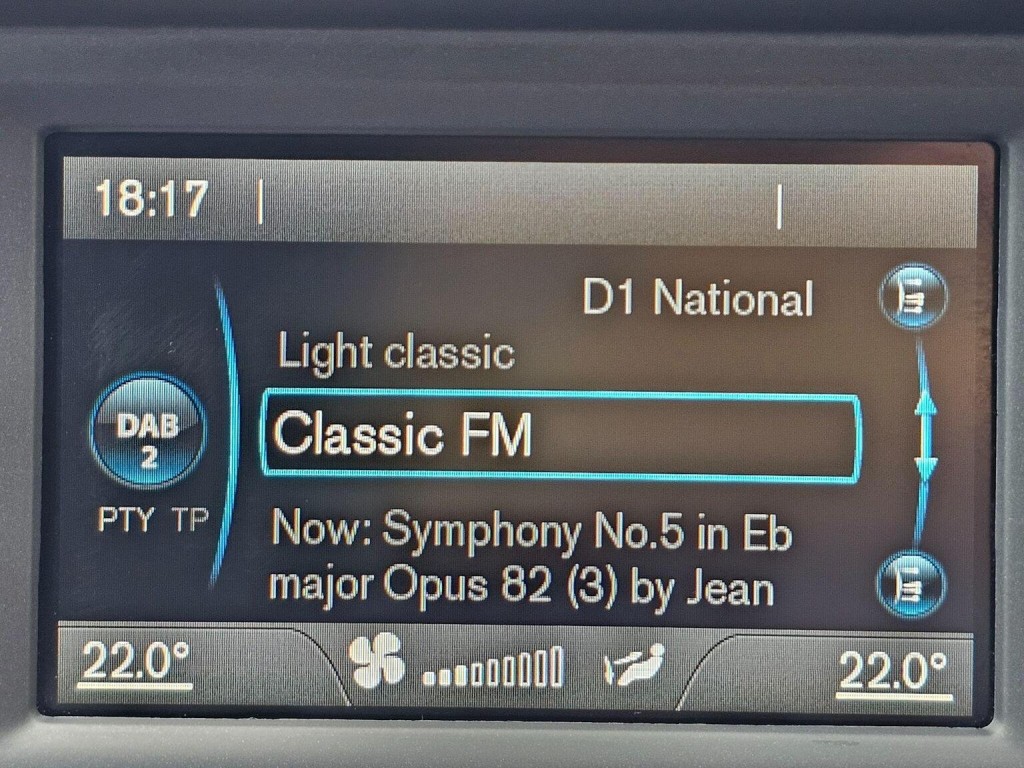 18:17
D1 National
Light classic
Classic FM
DAB
2
PTY TP
Now: Symphony No.5 in Eb
major Opus 82 (3) by Jean
22.0°
22.0°